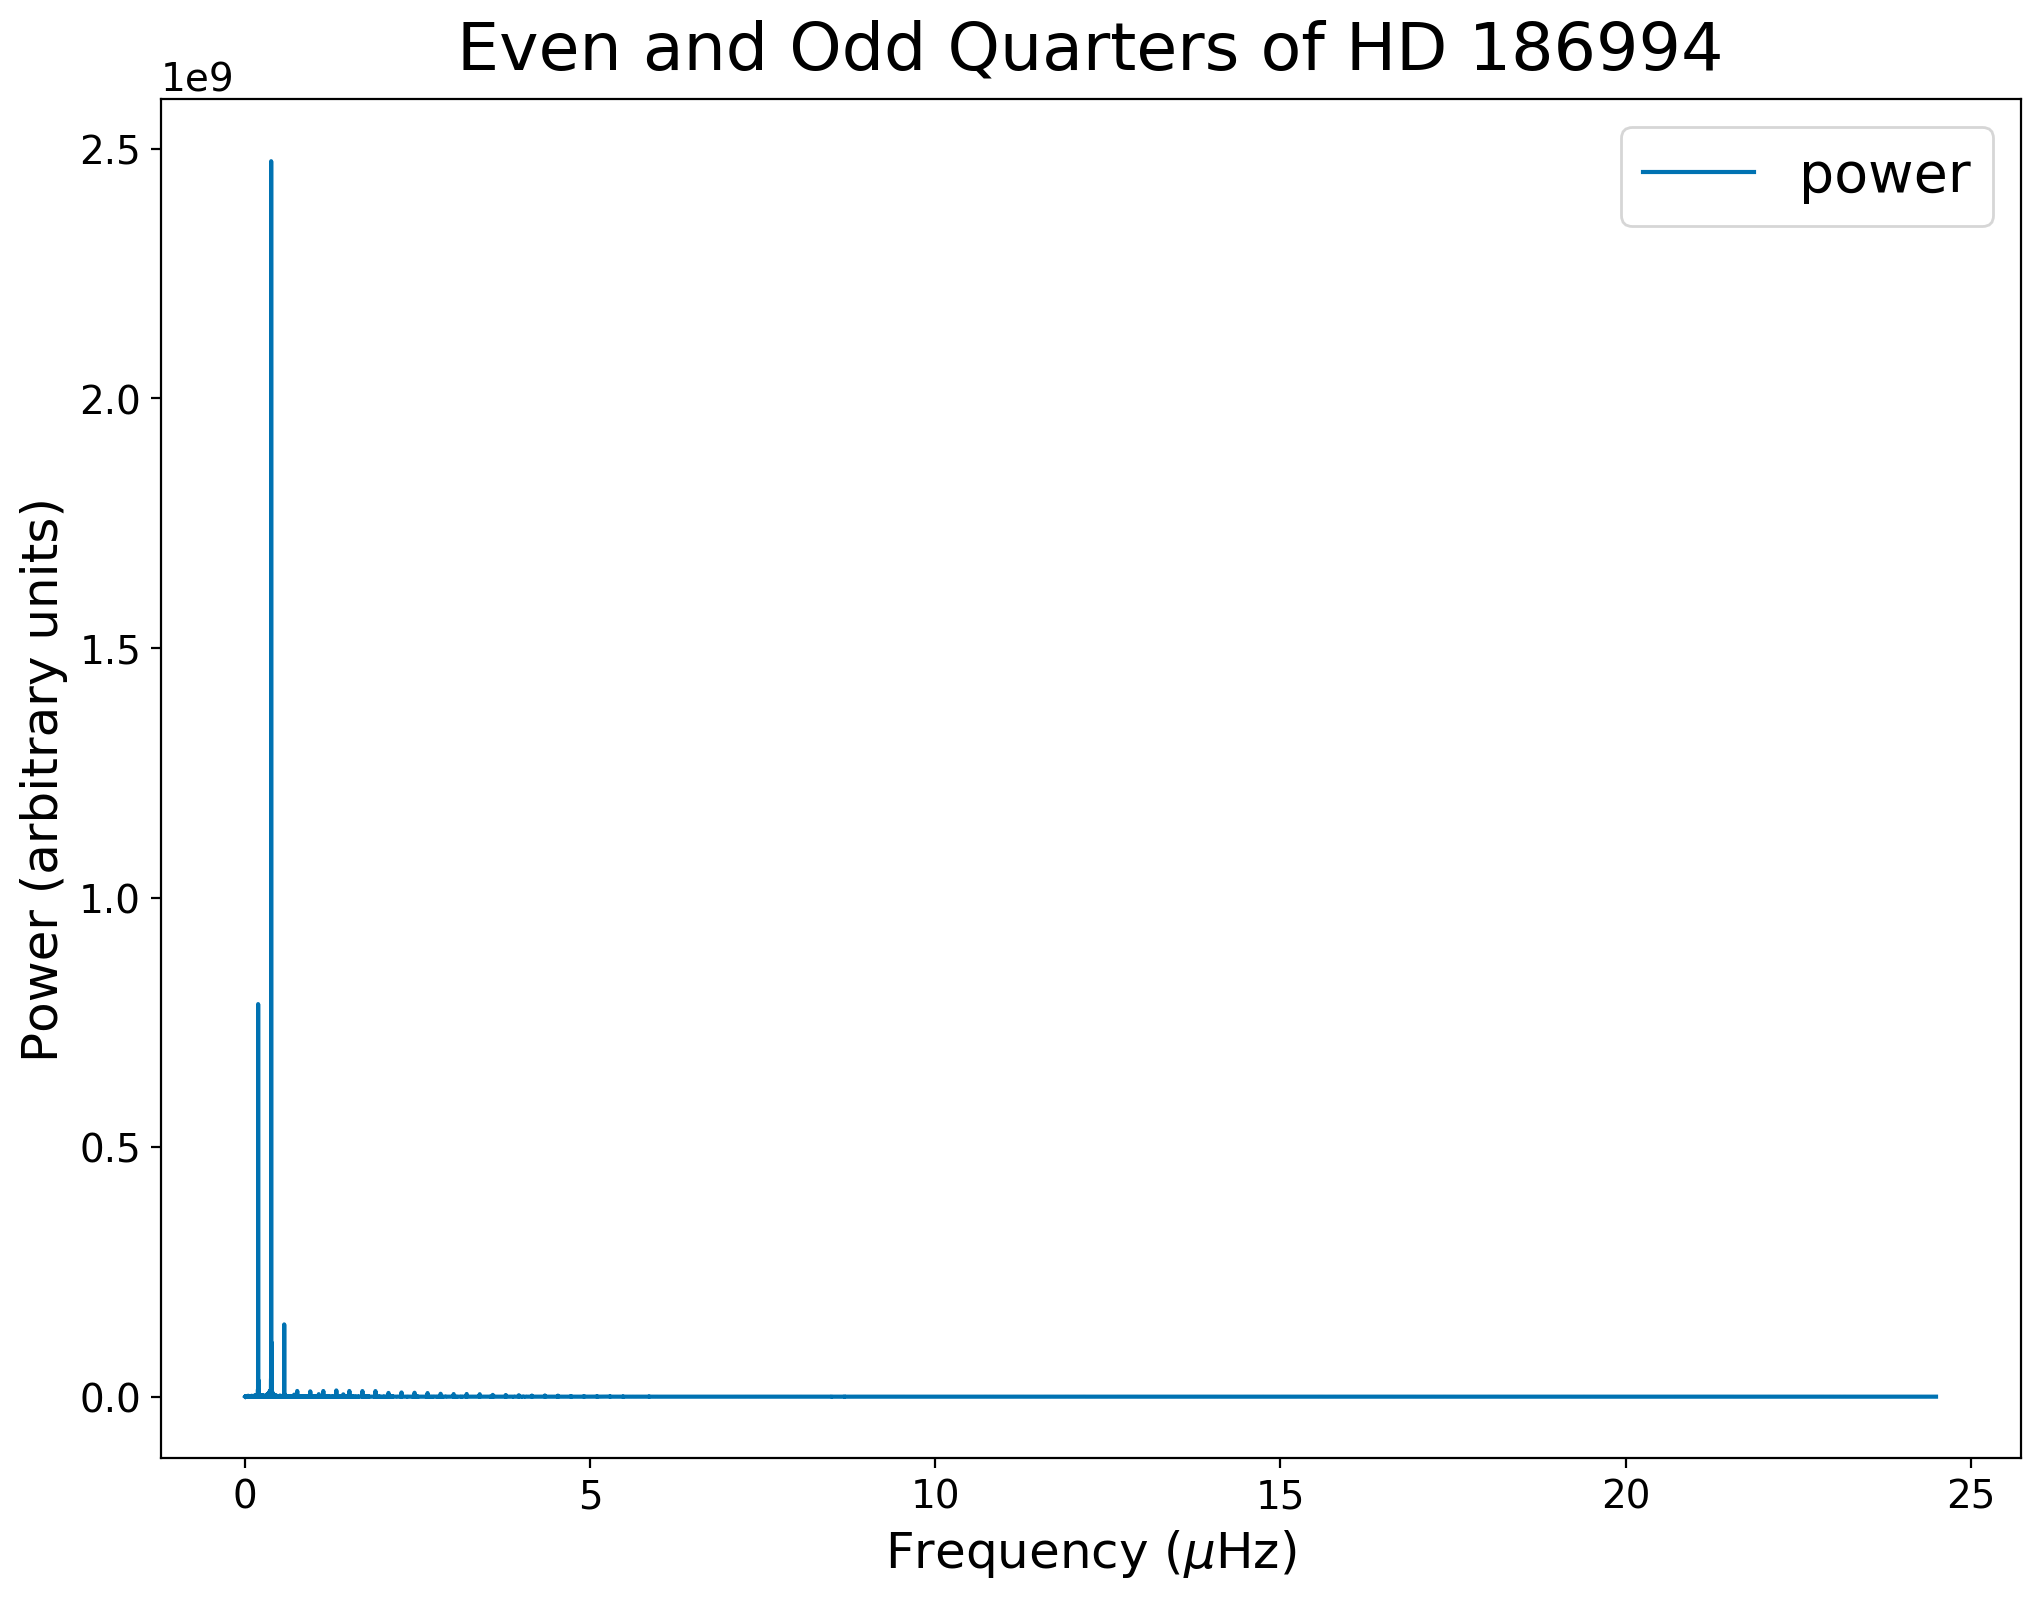 Even and Odd Quarters of HD 186994
1e9
power
2.5
2.0
1.5
1.0
0.5
0.0
Power (arbitrary units)
0 5 10 15 20 25
Frequency (μHz)